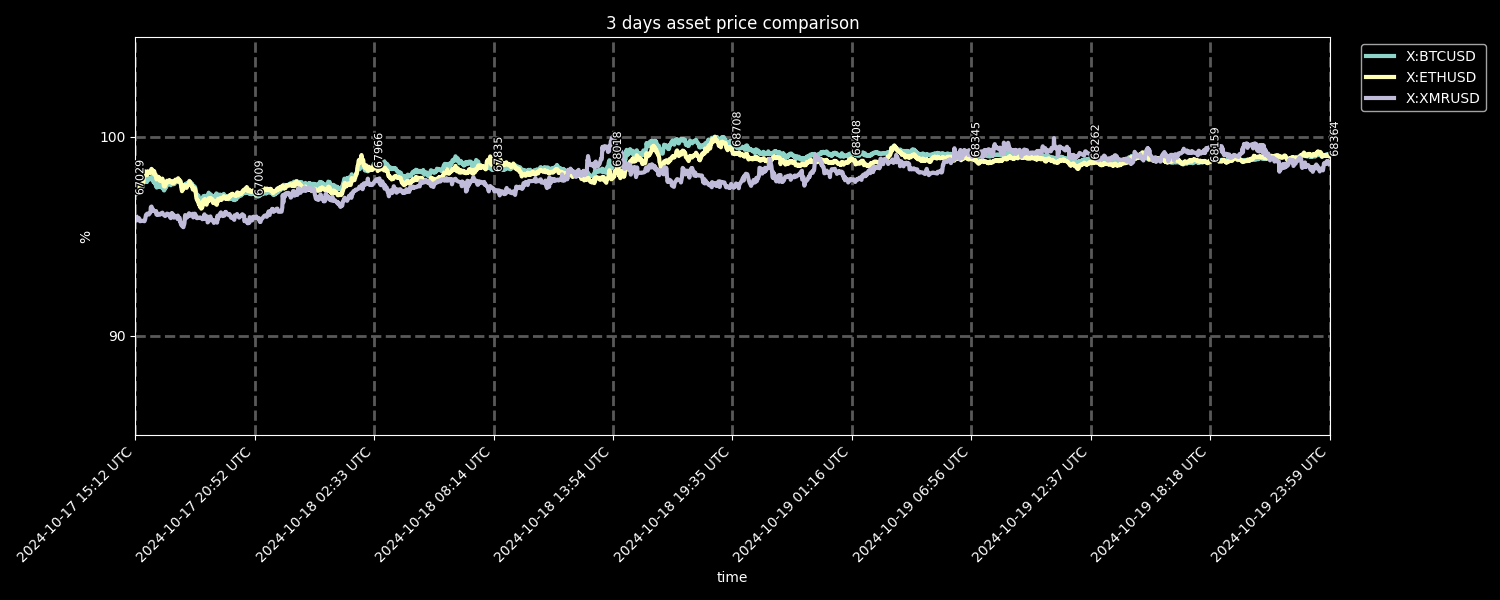 3 days asset price comparison
X:BTCUSD
X:ETHUSD
X:XMRUSD
100
90
%
67029
67009
67966
67835
68018
68708
68408
68345
68262
68159
68364
2024-10-17 15:12 UTC
2024-10-17 20:52 UTC
2024-10-18 02:33 UTC
2024-10-18 08:14 UTC
2024-10-18 13:54 UTC
2024-10-18 19:35 UTC
2024-10-19 01:16 UTC
2024-10-19 06:56 UTC
2024-10-19 12:37 UTC
2024-10-19 18:18 UTC
2024-10-19 23:59 UTC
time